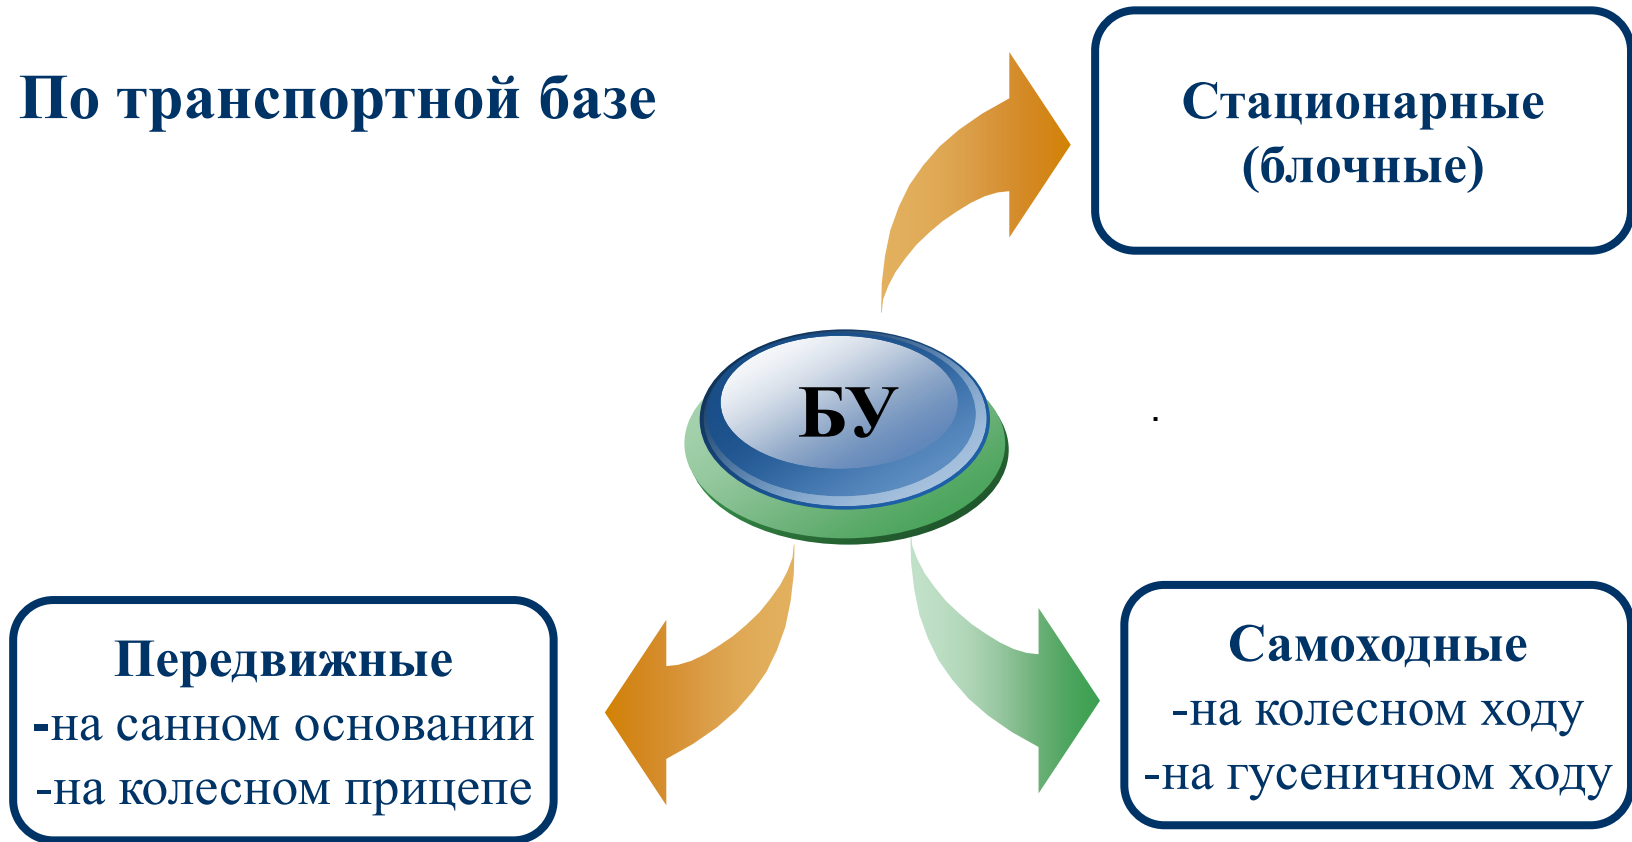 По транспортной базе
Стационарные
(блочные)
БУ
.
Передвижные
-на санном основании
-на колесном прицепе
Самоходные
-на колесном ходу
-на гусеничном ходу